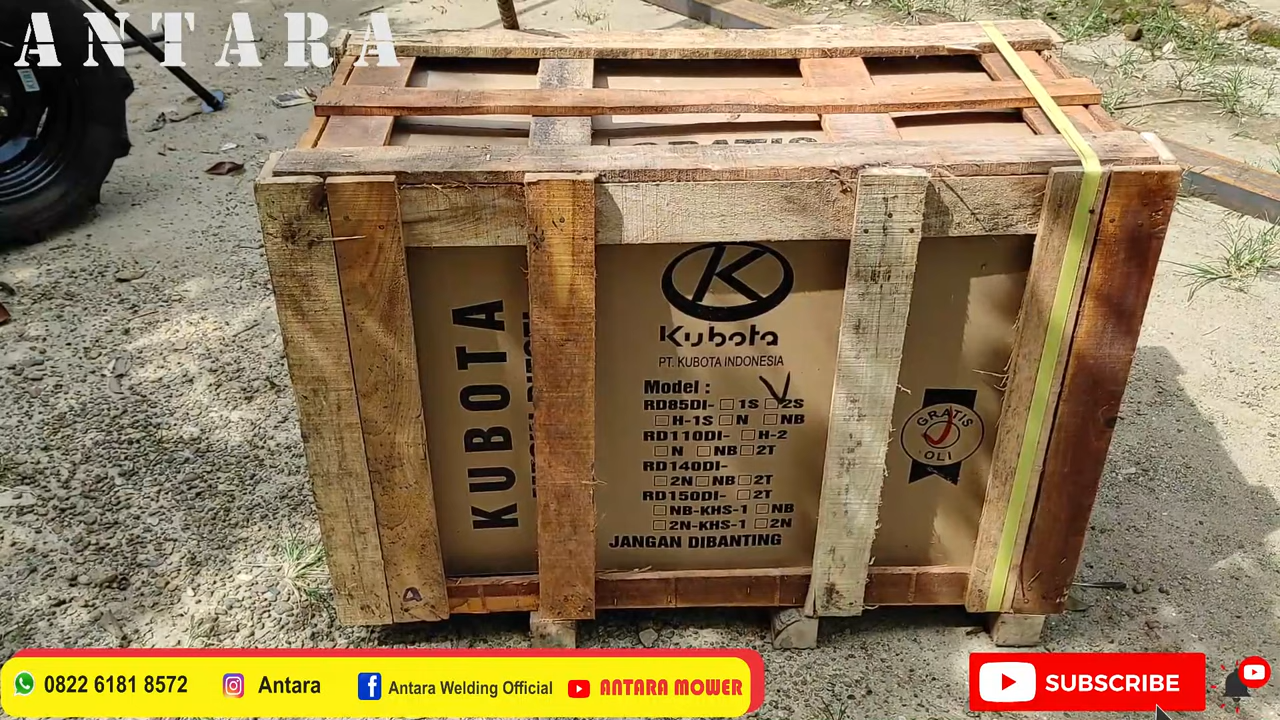 ANTARA
KUBOTA
Kubota
PT. KUBOTA INDONESIA
Model :
RD85DI- □ 1S □ 2S
□ H-1S □ N □ NB
RD110DI- □ H-2
□ N □ NB □ 2T
RD140DI-
□ 2N □ NB □ 2T
RD150DI- □ 2T
□ NB-KHS-1 □ NB
□ 2N-KHS-1 □ 2N
JANGAN DIBANTING
GRATIS
OLI
0822 6181 8572
Antara
Antara Welding Official
ANTARA MOWER
SUBSCRIBE